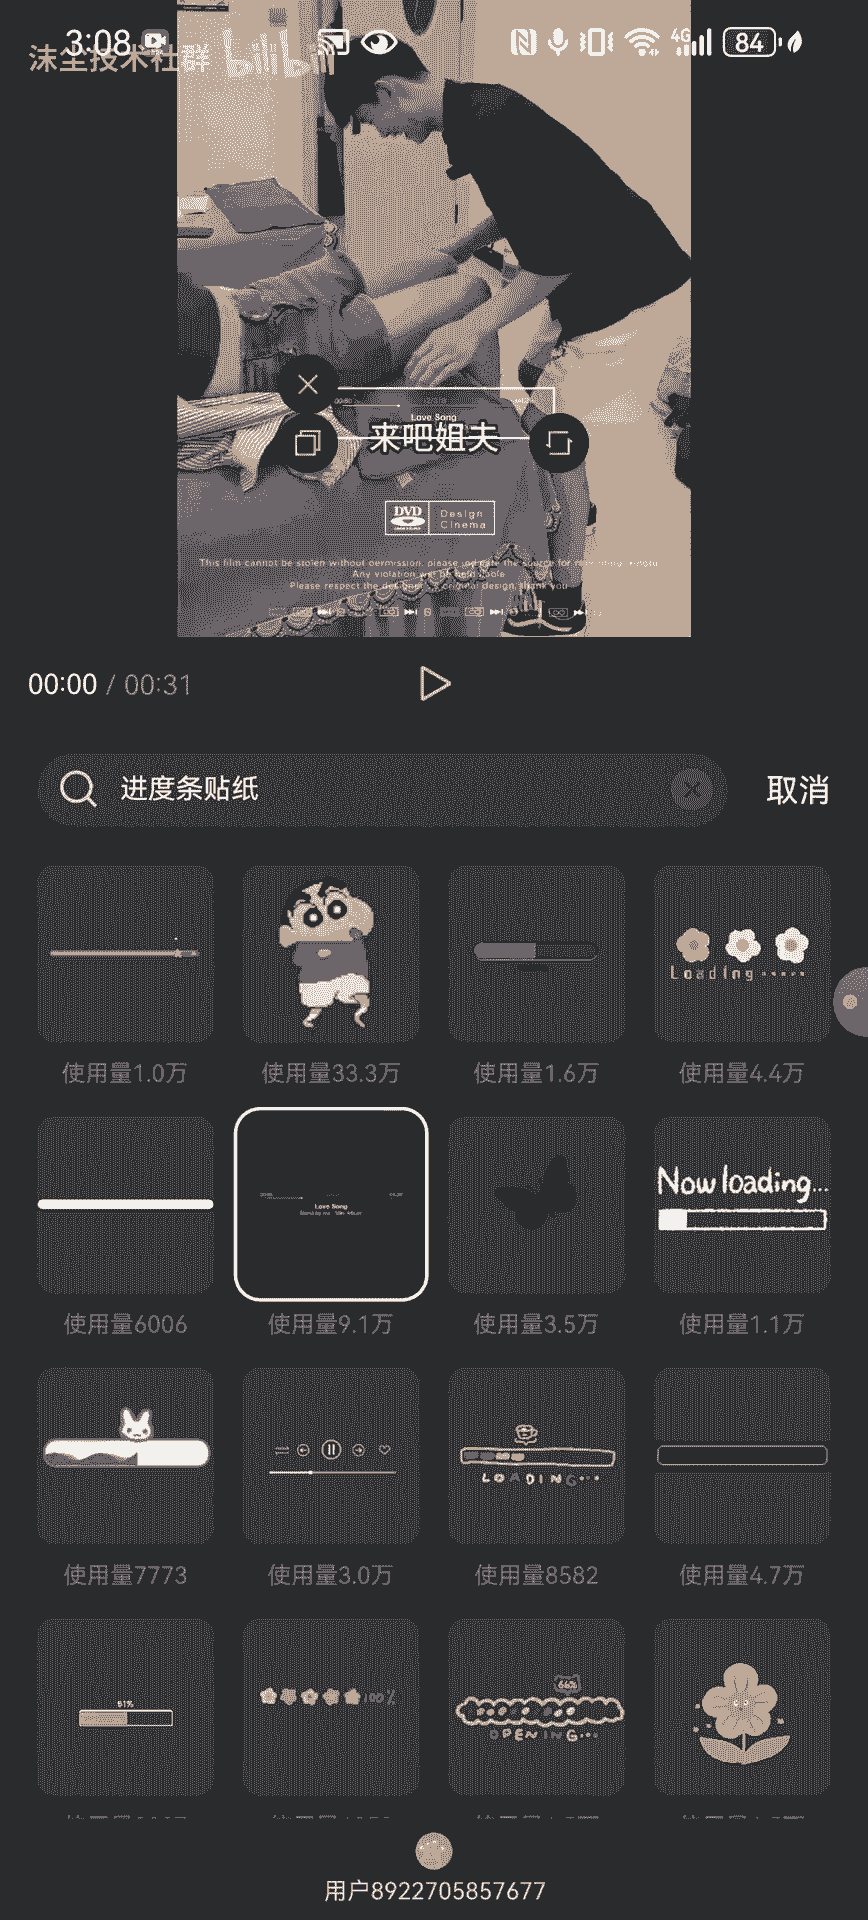 3:08
4G
84
沫尘技术社群
bilibili
Love Song
来吧姐夫
DVD
Design
Cinema
This film cannot be stolen without permission, please indicate the source for
Any violation will be held liable
Please respect the designer's original design, thank you
00:00 / 00:31
进度条贴纸
取消
Loading
使用量1.0万
使用量33.3万
使用量1.6万
使用量4.4万
Love Song
Now loading...
使用量6006
使用量9.1万
使用量3.5万
使用量1.1万
LOADING...
使用量7773
使用量3.0万
使用量8582
使用量4.7万
51%
100%
66%
OPENING...
用户8922705857677